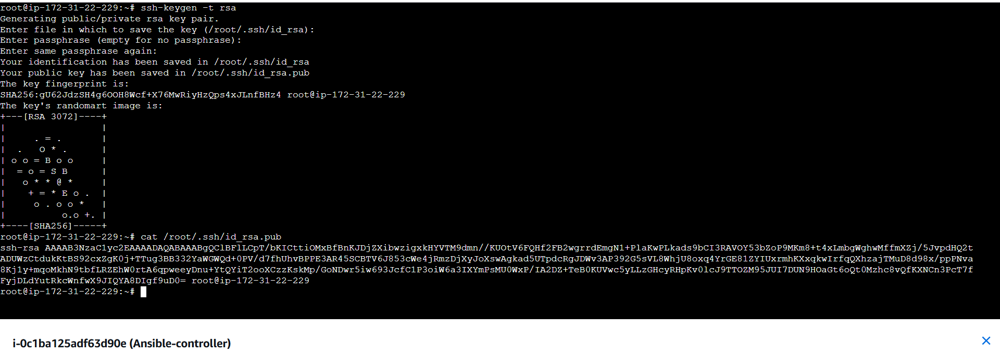 root@ip-172-31-22-229:~# ssh-keygen -t rsa
Generating public/private rsa key pair.
Enter file in which to save the key (/root/.ssh/id_rsa):
Enter passphrase (empty for no passphrase):
Enter same passphrase again:
Your identification has been saved in /root/.ssh/id_rsa
Your public key has been saved in /root/.ssh/id_rsa.pub
The key fingerprint is:
SHA256:gU62JdzSH4g6OOH8Wcf+X76MwRiyHzQps4xJLnfBHz4 root@ip-172-31-22-229
The key's randomart image is:
+---[RSA 3072]----+
|                 |
|     . = .       |
|  .   O * .      |
| o o = B o o     |
|  = o = S B      |
|   o * * @ *     |
|    + = * E o .  |
|     o . o o *   |
|          o.o +. |
+----[SHA256]-----+
root@ip-172-31-22-229:~# cat /root/.ssh/id_rsa.pub
ssh-rsa AAAAB3NzaC1yc2EAAAADAQABAAABgQClBFlLCpT/bKICttiOMxBfBnKJDjZXibwzigxkHYVTM9dmn//KUOtV6FQHf2FB2wgrrdEmgN1+PlaKwPLkads9bCI3RAVOY53bZoP9MKm8+t4xLmbgWghwMffmXZj/5JvpdHQ2t
ADUWzCtdukKtBS92cxZgK0j+TTug3BB332YaWGWQd+0PV/d7fhUhvBPPE3AR45SCBTV6J853cWe4jRmzDjXyJoXswAgkad5UTpdcRgJDWv3AP392G5sVL8WhjU8oxq4YrGE81ZYIUxrmhKXxqkwIrfqQXhzajTMuD8d98x/ppPNva
8Kj1y+mqoMkhN9tbfLRZEhW0rtA6qpweeyDnu+YtQYiT2ooXCzzKskMp/GoNDwr5iw693JcfC1P3oiW6a3IXYmPsMU0WxP/IA2DZ+TeB0KUVwc5yLLzGHcyRHpKv0lcJ9TTOZM95JUI7DUN9HOaGt6oQt0Mzhc8vQfKXNCn3PcT7f
FyjDLdYutRkcWnfwX9JIQYA8DIgf9uD0= root@ip-172-31-22-229
root@ip-172-31-22-229:~#
i-0c1ba125adf63d90e (Ansible-controller)